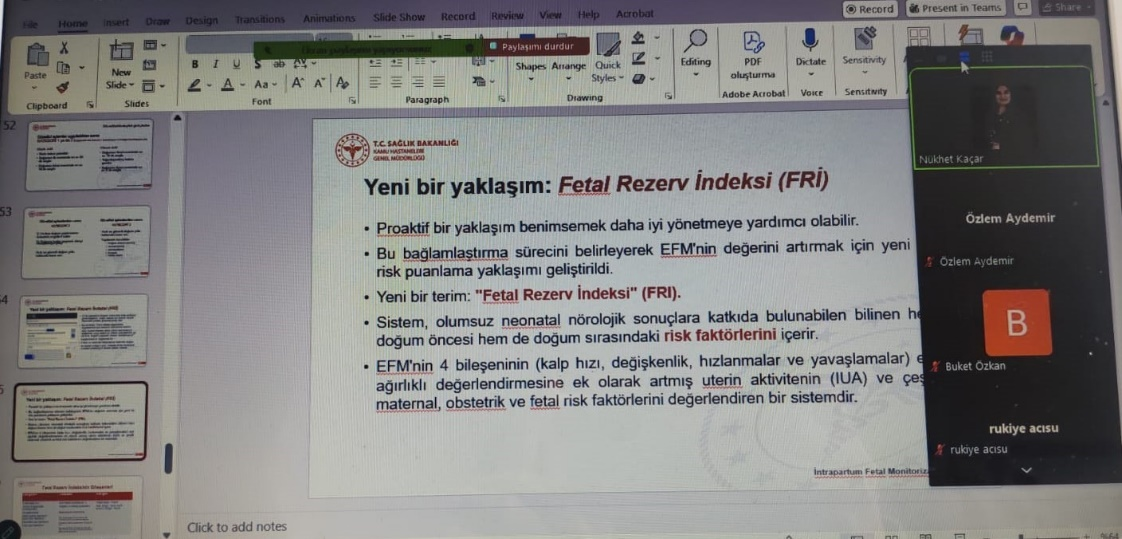 File Home Insert Draw Design Transitions Animations Slide Show Record Review View Help Acrobat
Record Present in Teams Share
Paylaşımı durdur
Paste
New
Slide
B I U S ab
A Aa A A
Shapes Arrange Quick
Styles
Editing
PDF
oluşturma
Dictate
Sensitivity
Clipboard Slides Font Paragraph Drawing Adobe Acrobat Voice Sensitivity
52
53
T.C. SAĞLIK BAKANLIĞI
KAMU HASTANELERİ
GENEL MÜDÜRLÜĞÜ
Yeni bir yaklaşım: Fetal Rezerv İndeksi (FRİ)
• Proaktif bir yaklaşım benimsemek daha iyi yönetmeye yardımcı olabilir.
• Bu bağlamlaştırma sürecini belirleyerek EFM'nin değerini artırmak için yeni
risk puanlama yaklaşımı geliştirildi.
• Yeni bir terim: "Fetal Rezerv İndeksi" (FRI).
• Sistem, olumsuz neonatal nörolojik sonuçlara katkıda bulunabilen bilinen
doğum öncesi hem de doğum sırasındaki risk faktörlerini içerir.
• EFM'nin 4 bileşeninin (kalp hızı, değişkenlik, hızlanmalar ve yavaşlamalar)
ağırlıklı değerlendirmesine ek olarak artmış uterin aktivitenin (IUA) ve
maternal, obstetrik ve fetal risk faktörlerini değerlendiren bir sistemdir.
İntrapartum Fetal Monitoriz
Nükhet Kaçar
Özlem Aydemir
Özlem Aydemir
B
Buket Özkan
rukiye acısu
rukiye acısu
Click to add notes
%64